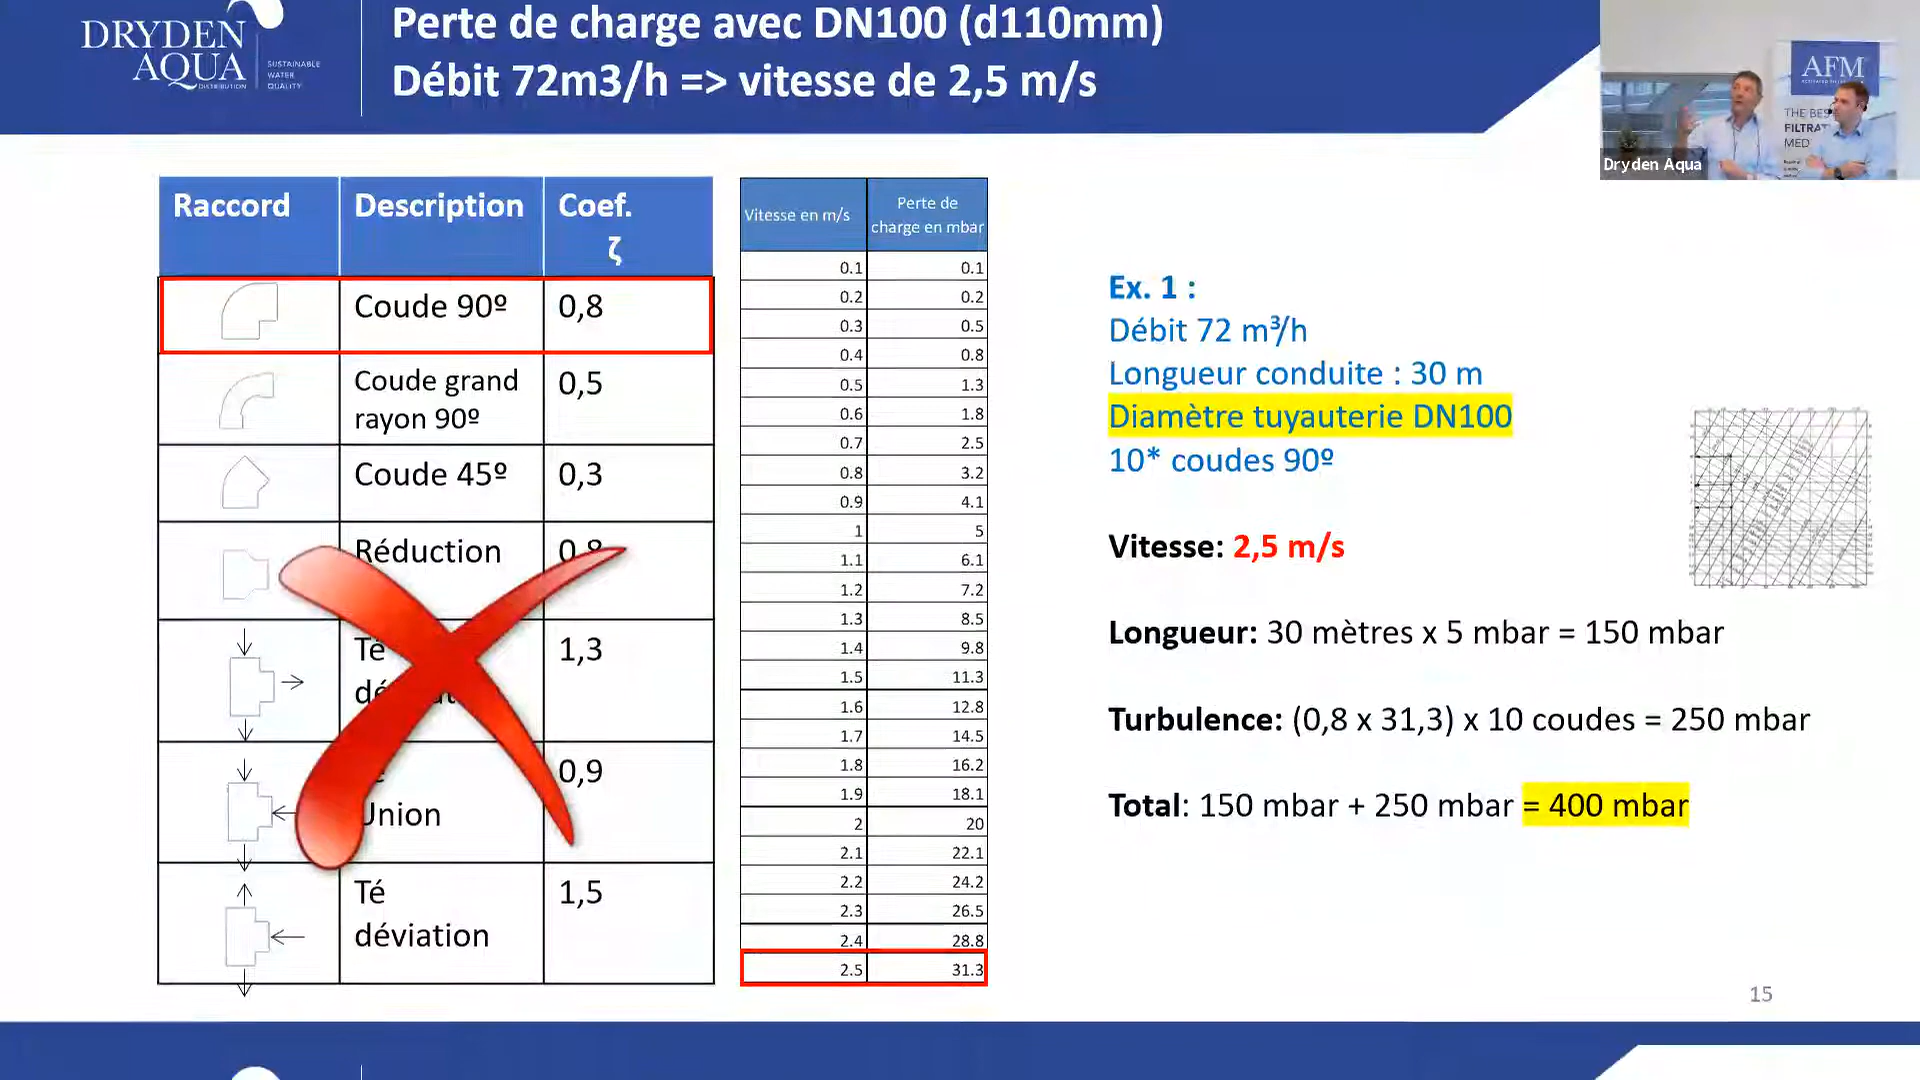 DRYDEN
AQUA
DISTRIBUTION
SUSTAINABLE
WATER
QUALITY
Perte de charge avec DN100 (d110mm)
Débit 72m3/h => vitesse de 2,5 m/s
AFM
THE BES
FILTRAT
MED
Dryden Aqua
Raccord Description Coef.
ζ
Coude 90º 0,8
Coude grand 0,5
rayon 90º
Coude 45º 0,3
Réduction 0,8
Té 1,3
0,9
Union
Té 1,5
déviation
Vitesse en m/s Perte de
charge en mbar
0.1 0.1
0.2 0.2
0.3 0.5
0.4 0.8
0.5 1.3
0.6 1.8
0.7 2.5
0.8 3.2
0.9 4.1
1 5
1.1 6.1
1.2 7.2
1.3 8.5
1.4 9.8
1.5 11.3
1.6 12.8
1.7 14.5
1.8 16.2
1.9 18.1
2 20
2.1 22.1
2.2 24.2
2.3 26.5
2.4 28.8
2.5 31.3
Ex. 1 :
Débit 72 m³/h
Longueur conduite : 30 m
Diamètre tuyauterie DN100
10* coudes 90º
Vitesse: 2,5 m/s
Longueur: 30 mètres x 5 mbar = 150 mbar
Turbulence: (0,8 x 31,3) x 10 coudes = 250 mbar
Total: 150 mbar + 250 mbar = 400 mbar
15